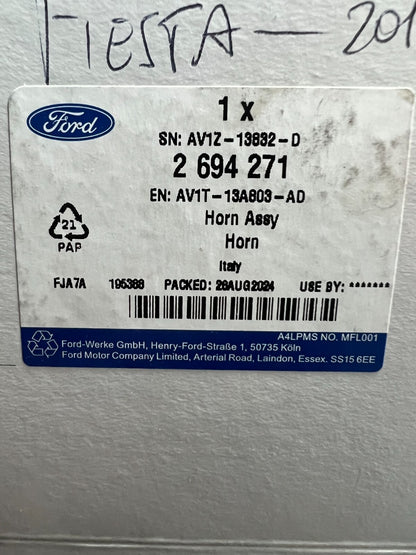 FIESTA — 201
Ford
1 x
SN: AV1Z-13832-D
2 694 271
EN: AV1T-13A803-AD
Horn Assy
Horn
21
PAP
Italy
FJA7A 195388 PACKED: 28AUG2024 USE BY: *******
A4LPMS NO. MFL001
Ford-Werke GmbH, Henry-Ford-Straße 1, 50735 Köln
Ford Motor Company Limited, Arterial Road, Laindon, Essex. SS15 6EE